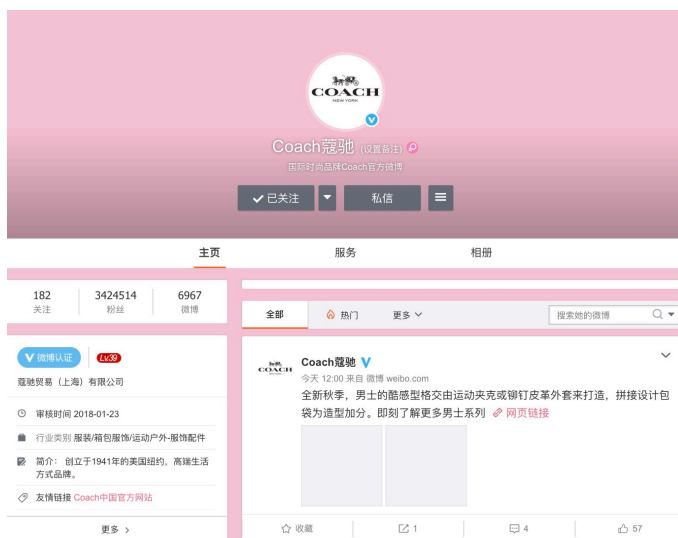 COACH
NEW YORK
Coach蔻驰 (设置备注)
国际时尚品牌Coach官方微博
已关注 私信
主页 服务 相册
182 3424514 6967
关注 粉丝 微博
全部 热门 更多 搜索她的微博
V 微博认证 Lv39
蔻驰贸易（上海）有限公司
审核时间 2018-01-23
行业类别 服装/箱包服饰/运动户外-服饰配件
简介： 创立于1941年的美国纽约，高端生活
方式品牌。
友情链接 Coach中国官方网站
更多 >
COACH
Coach蔻驰 V
今天 12:00 来自 微博 weibo.com
全新秋季，男士的酷感型格交由运动夹克或铆钉皮革外套来打造，拼接设计包
袋为造型加分。即刻了解更多男士系列 网页链接
收藏 1 4 57